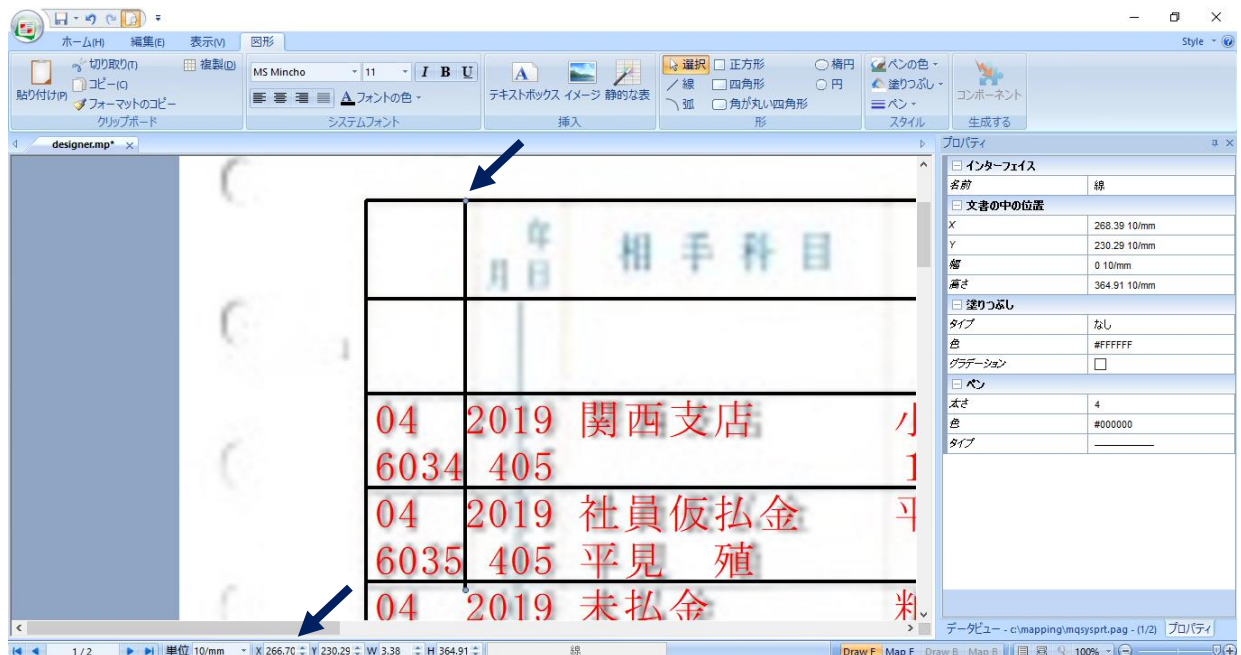 ホーム(H) 編集(E) 表示(V) 図形 Style
貼り付け(P)
切り取り(T)
コピー(C)
フォーマットのコピー
複製(D)
クリップボード
MS Mincho 11 I B U
フォントの色
システムフォント
テキストボックス イメージ 静的な表
挿入
選択 正方形 楕円
線 四角形 円
弧 角が丸い四角形
形
ペンの色
塗りつぶし
ペン
スタイル
コンポーネント
生成する
designer.mp*
年
月 日
相手科目
04 2019 関西支店 小
6034 405 1
04 2019 社員仮払金 平
6035 405 平見 殖
04 2019 未払金
プロパティ
インターフェイス
名前 線
文書の中の位置
X 268.39 10/mm
Y 230.29 10/mm
幅 0 10/mm
高さ 364.91 10/mm
塗りつぶし
タイプ なし
色 #FFFFFF
グラデーション
ペン
太さ 4
色 #000000
タイプ
データビュー - c:\mapping\mqsysprt.pag - (1/2) プロパティ
1/2 単位 10/mm X 266.70 Y 230.29 W 3.38 H 364.91 線 Draw F Map F Draw B Map B 100%